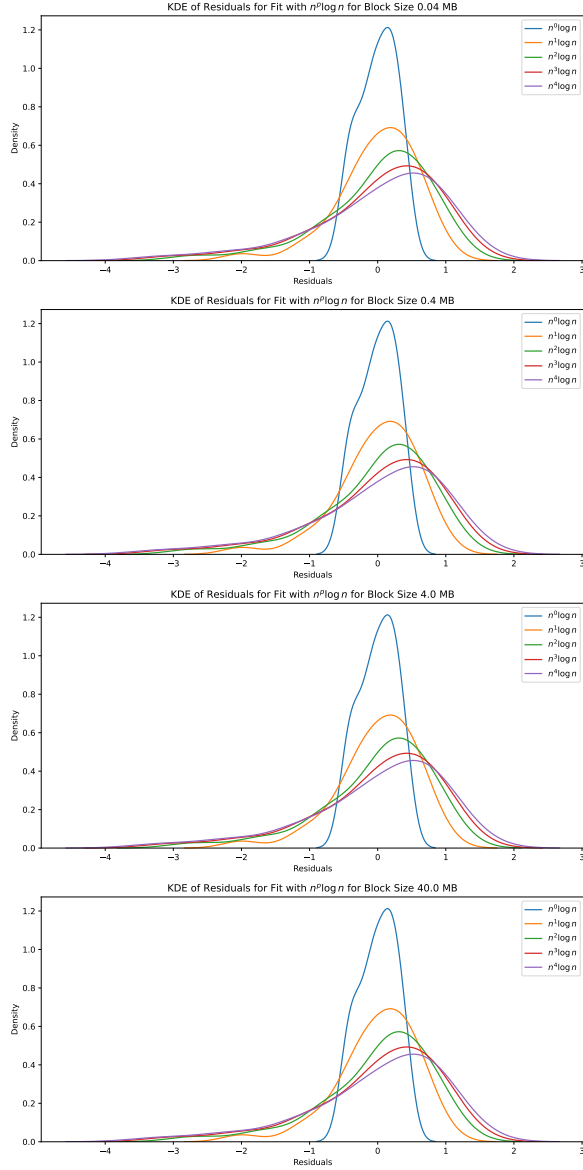 KDE of Residuals for Fit with n^p log n for Block Size 0.04 MB
1.2
1.0
0.8
0.6
0.4
0.2
0.0
Density
n^0 log n
n^1 log n
n^2 log n
n^3 log n
n^4 log n
−4 −3 −2 −1 0 1 2 3
Residuals
KDE of Residuals for Fit with n^p log n for Block Size 0.4 MB
1.2
1.0
0.8
0.6
0.4
0.2
0.0
Density
n^0 log n
n^1 log n
n^2 log n
n^3 log n
n^4 log n
−4 −3 −2 −1 0 1 2 3
Residuals
KDE of Residuals for Fit with n^p log n for Block Size 4.0 MB
1.2
1.0
0.8
0.6
0.4
0.2
0.0
Density
n^0 log n
n^1 log n
n^2 log n
n^3 log n
n^4 log n
−4 −3 −2 −1 0 1 2 3
Residuals
KDE of Residuals for Fit with n^p log n for Block Size 40.0 MB
1.2
1.0
0.8
0.6
0.4
0.2
0.0
Density
n^0 log n
n^1 log n
n^2 log n
n^3 log n
n^4 log n
−4 −3 −2 −1 0 1 2 3
Residuals